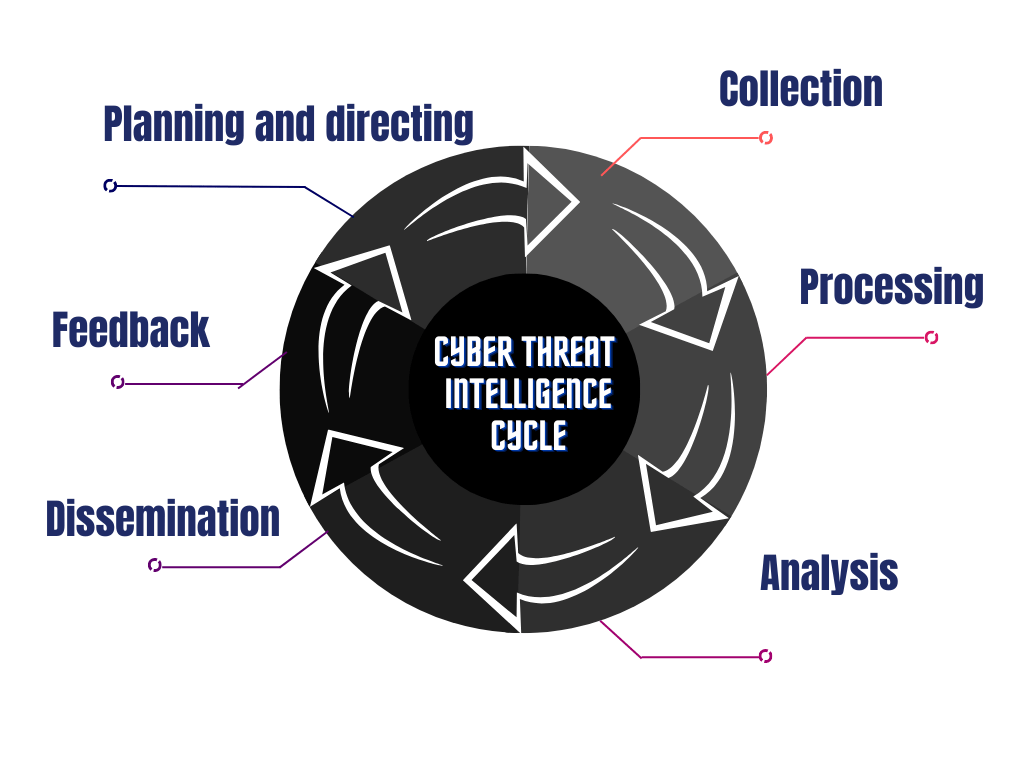 Collection
Planning and directing
Processing
Feedback
CYBER THREAT
INTELLIGENCE
CYCLE
Dissemination
Analysis